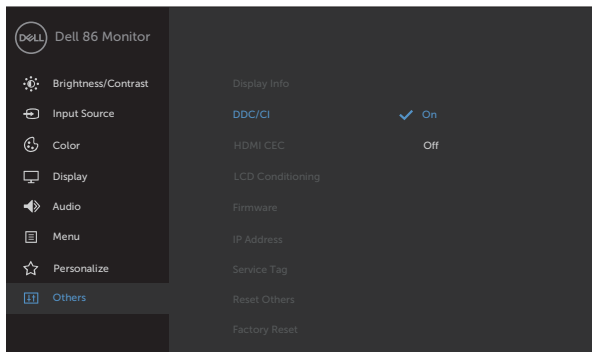 DELL Dell 86 Monitor
Brightness/Contrast
Display Info
Input Source
DDC/CI
On
Color
HDMI CEC
Off
Display
LCD Conditioning
Audio
Firmware
Menu
IP Address
Personalize
Service Tag
Others
Reset Others
Factory Reset